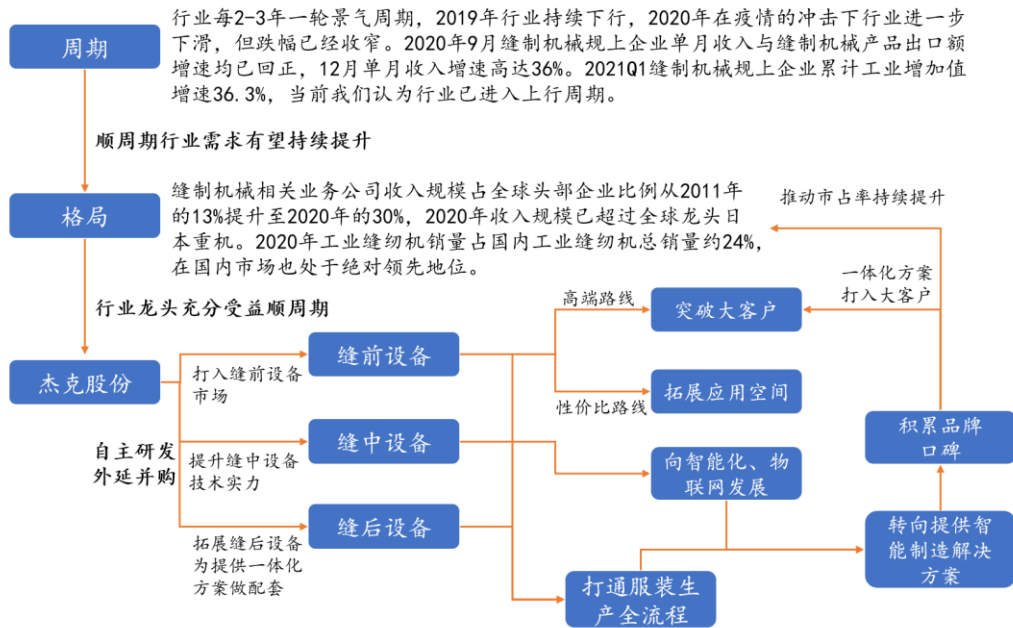 周期
行业每2-3年一轮景气周期，2019年行业持续下行，2020年在疫情的冲击下行业进一步
下滑，但跌幅已经收窄。2020年9月缝制机械规上企业单月收入与缝制机械产品出口额
增速均已回正，12月单月收入增速高达36%。2021Q1缝制机械规上企业累计工业增加值
增速36.3%，当前我们认为行业已进入上行周期。
顺周期行业需求有望持续提升
格局
缝制机械相关业务公司收入规模占全球头部企业比例从2011年
的13%提升至2020年的30%，2020年收入规模已超过全球龙头日
本重机。2020年工业缝纫机销量占国内工业缝纫机总销量约24%，
在国内市场也处于绝对领先地位。
推动市占率持续提升
行业龙头充分受益顺周期
杰克股份
自主研发
外延并购
缝前设备
打入缝前设备
市场
缝中设备
提升缝中设备
技术实力
缝后设备
拓展缝后设备
为提供一体化
方案做配套
高端路线
突破大客户
一体化方案
打入大客户
性价比路线
拓展应用空间
向智能化、物
联网发展
打通服装生
产全流程
积累品牌
口碑
转向提供智
能制造解决
方案